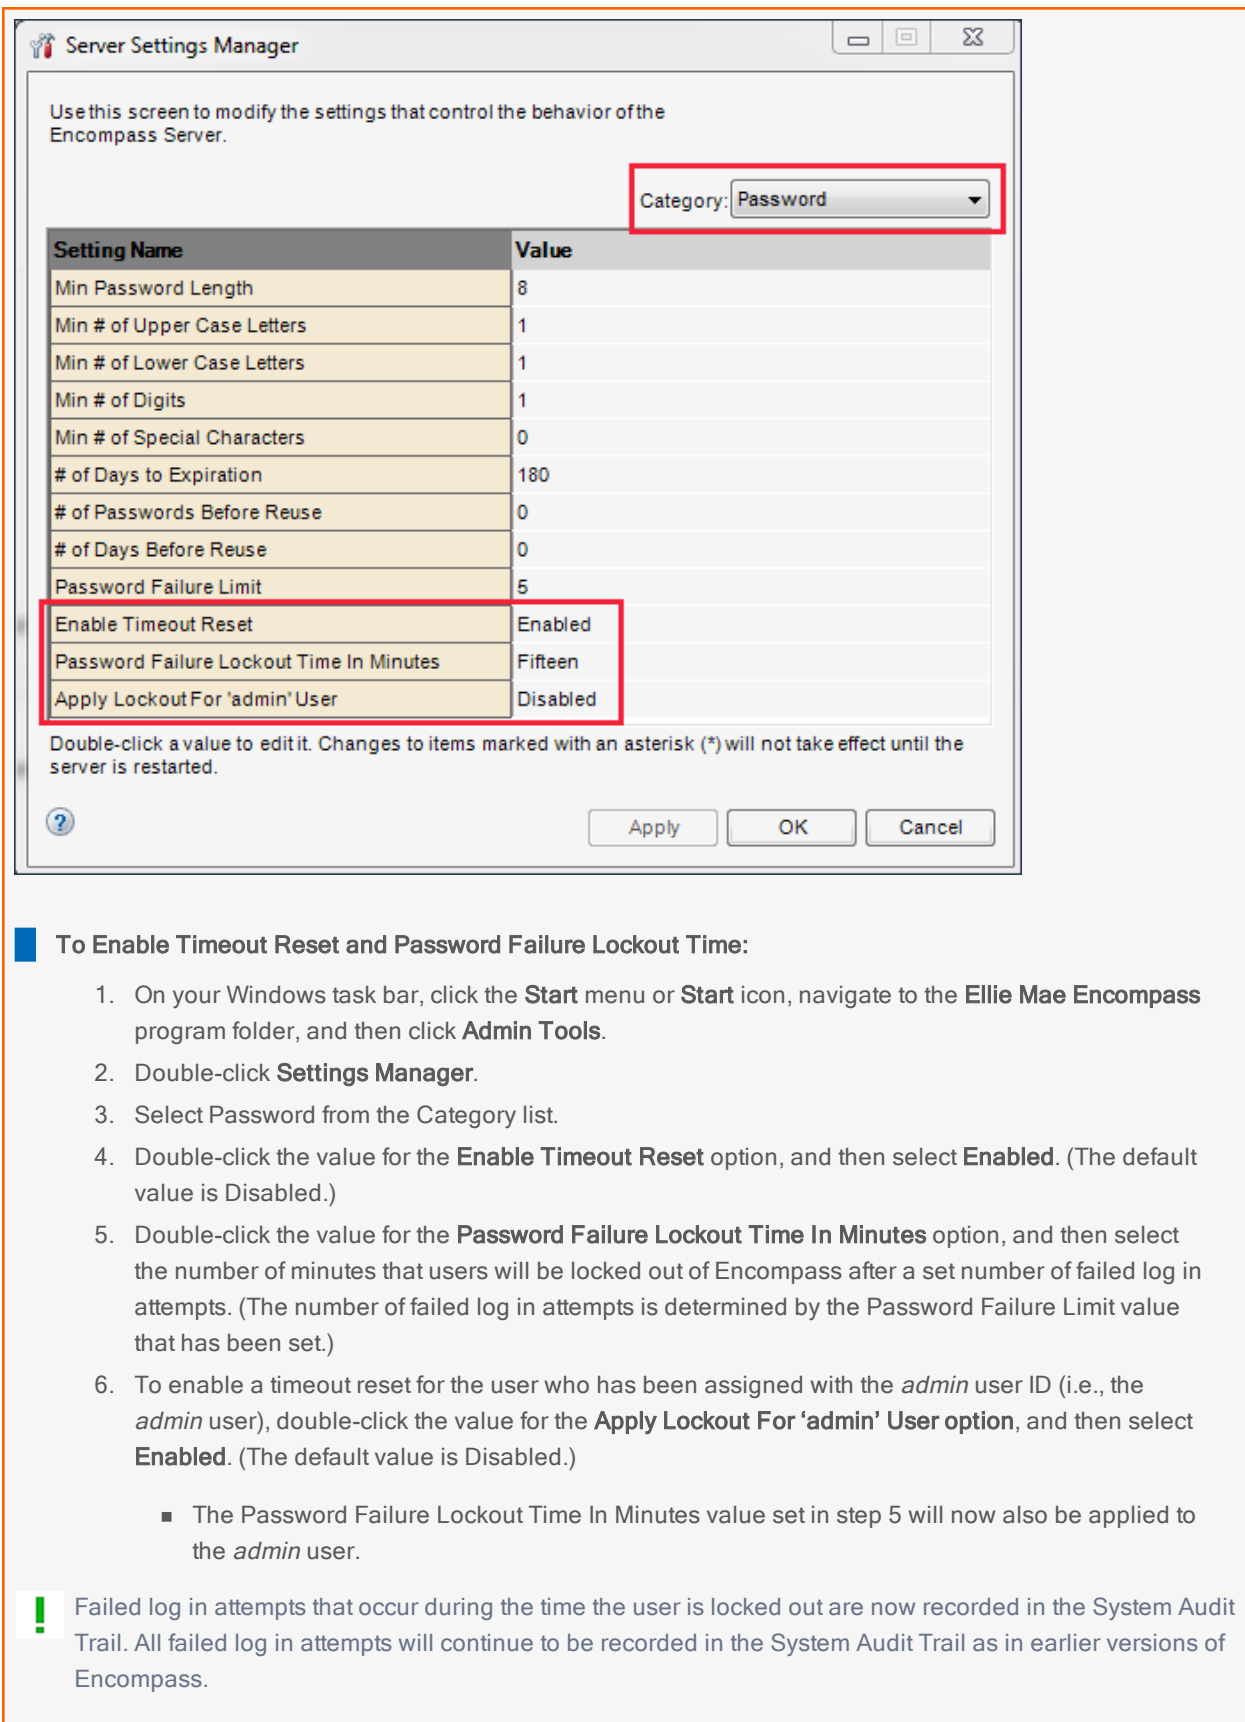 Server Settings Manager
Use this screen to modify the settings that control the behavior of the
Encompass Server.
Category: Password
Setting Name Value
Min Password Length 8
Min # of Upper Case Letters 1
Min # of Lower Case Letters 1
Min # of Digits 1
Min # of Special Characters 0
# of Days to Expiration 180
# of Passwords Before Reuse 0
# of Days Before Reuse 0
Password Failure Limit 5
Enable Timeout Reset Enabled
Password Failure Lockout Time In Minutes Fifteen
Apply Lockout For 'admin' User Disabled
Double-click a value to edit it. Changes to items marked with an asterisk (*) will not take effect until the
server is restarted.
? Apply OK Cancel
To Enable Timeout Reset and Password Failure Lockout Time:
1. On your Windows task bar, click the Start menu or Start icon, navigate to the Ellie Mae Encompass
program folder, and then click Admin Tools.
2. Double-click Settings Manager.
3. Select Password from the Category list.
4. Double-click the value for the Enable Timeout Reset option, and then select Enabled. (The default
value is Disabled.)
5. Double-click the value for the Password Failure Lockout Time In Minutes option, and then select
the number of minutes that users will be locked out of Encompass after a set number of failed log in
attempts. (The number of failed log in attempts is determined by the Password Failure Limit value
that has been set.)
6. To enable a timeout reset for the user who has been assigned with the admin user ID (i.e., the
admin user), double-click the value for the Apply Lockout For ‘admin’ User option, and then select
Enabled. (The default value is Disabled.)
■ The Password Failure Lockout Time In Minutes value set in step 5 will now also be applied to
the admin user.
! Failed log in attempts that occur during the time the user is locked out are now recorded in the System Audit
Trail. All failed log in attempts will continue to be recorded in the System Audit Trail as in earlier versions of
Encompass.